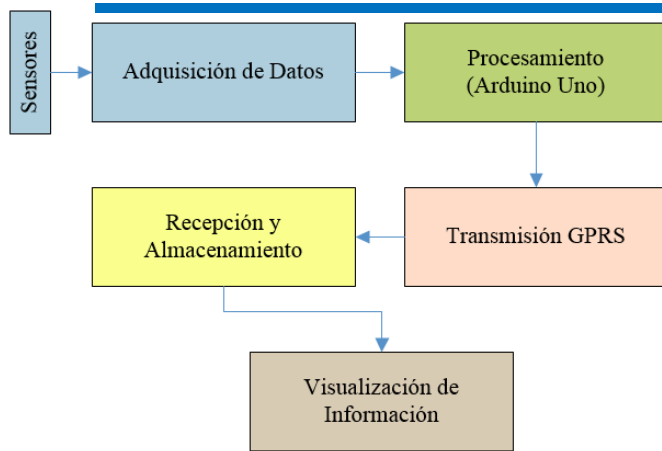 Sensores
Adquisición de Datos
Procesamiento
(Arduino Uno)
Recepción y
Almacenamiento
Transmisión GPRS
Visualización de
Información